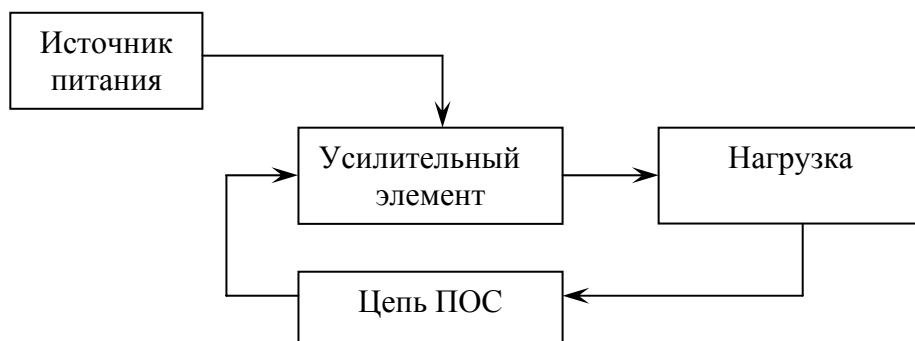 Источник
питания
Усилительный
элемент
Нагрузка
Цепь ПОС